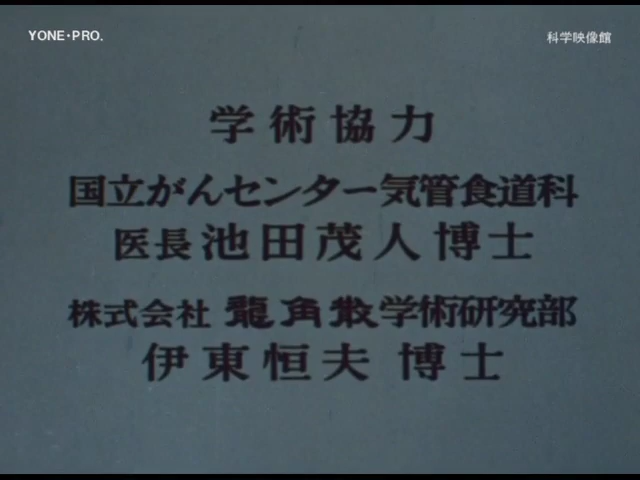 YONE・PRO.
科学映像館
学術協力
国立がんセンター気管食道科
医長 池田茂人博士
株式会社 龍角散学術研究部
伊東恒夫 博士